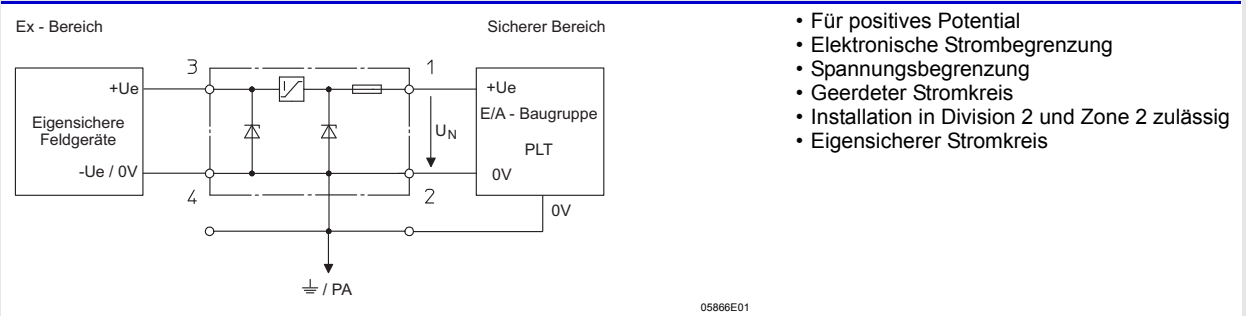 Ex - Bereich
Sicherer Bereich
3
1
+Ue
+Ue
Eigensichere
Feldgeräte
E/A - Baugruppe
UN
PLT
-Ue / 0V
0V
4
2
0V
/ PA
05866E01
• Für positives Potential
• Elektronische Strombegrenzung
• Spannungsbegrenzung
• Geerdeter Stromkreis
• Installation in Division 2 und Zone 2 zulässig
• Eigensicherer Stromkreis